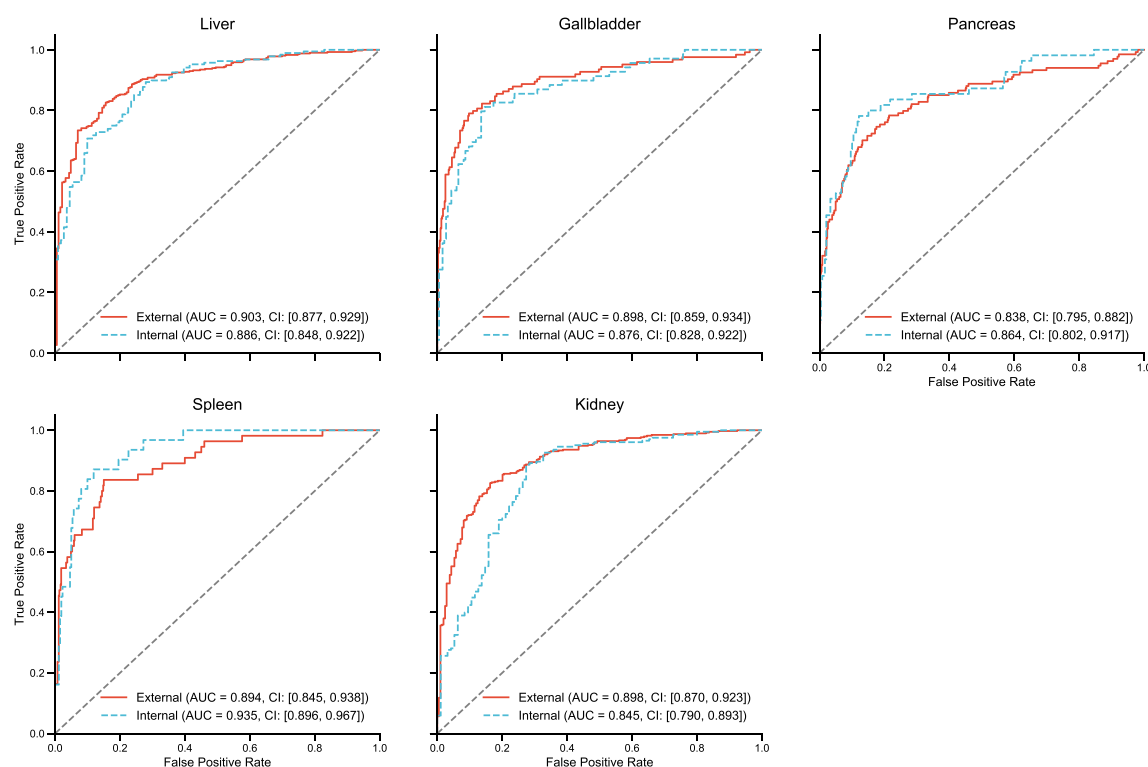 Liver
1.0
0.8
0.6
0.4
0.2
0.0
True Positive Rate
External (AUC = 0.903, CI: [0.877, 0.929])
Internal (AUC = 0.886, CI: [0.848, 0.922])
Gallbladder
External (AUC = 0.898, CI: [0.859, 0.934])
Internal (AUC = 0.876, CI: [0.828, 0.922])
Pancreas
External (AUC = 0.838, CI: [0.795, 0.882])
Internal (AUC = 0.864, CI: [0.802, 0.917])
0.0 0.2 0.4 0.6 0.8 1.0
False Positive Rate
Spleen
1.0
0.8
0.6
0.4
0.2
0.0
True Positive Rate
External (AUC = 0.894, CI: [0.845, 0.938])
Internal (AUC = 0.935, CI: [0.896, 0.967])
0.0 0.2 0.4 0.6 0.8 1.0
False Positive Rate
Kidney
External (AUC = 0.898, CI: [0.870, 0.923])
Internal (AUC = 0.845, CI: [0.790, 0.893])
0.0 0.2 0.4 0.6 0.8 1.0
False Positive Rate